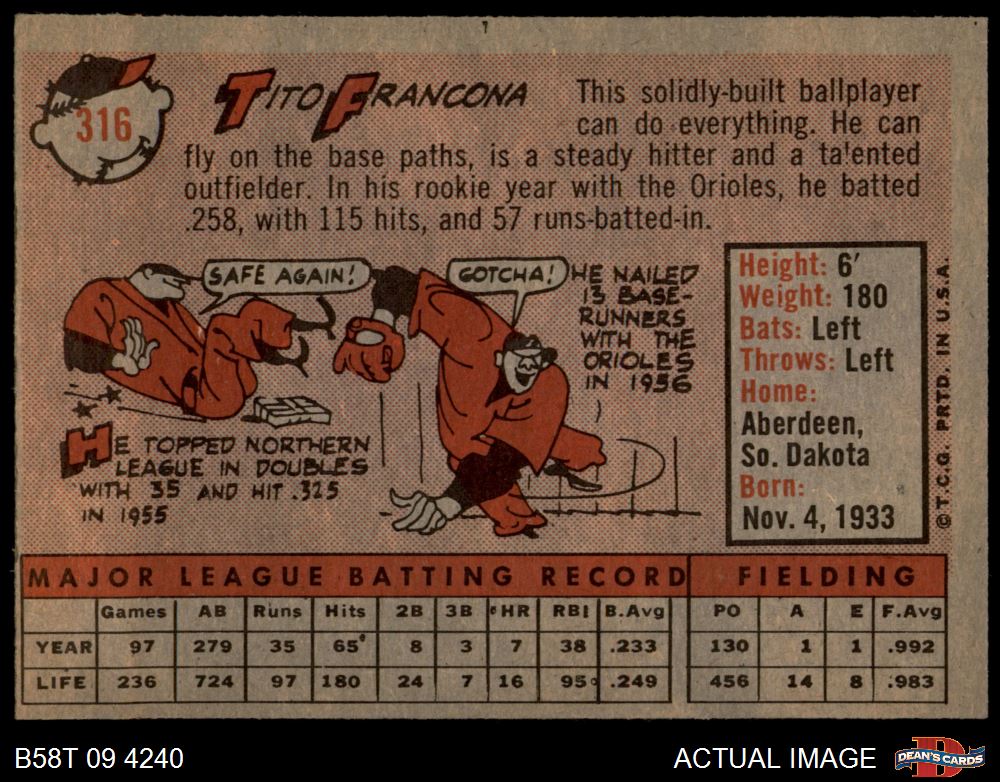 316
TITO FRANCONA
This solidly-built ballplayer
can do everything. He can
fly on the base paths, is a steady hitter and a ta'ented
outfielder. In his rookie year with the Orioles, he batted
.258, with 115 hits, and 57 runs-batted-in.
SAFE AGAIN!
HE TOPPED NORTHERN
LEAGUE IN DOUBLES
WITH 35 AND HIT .325
IN 1955
GOTCHA!
HE NAILED
13 BASE-
RUNNERS
WITH THE
ORIOLES
IN 1956
Height: 6'
Weight: 180
Bats: Left
Throws: Left
Home:
Aberdeen,
So. Dakota
Born:
Nov. 4, 1933
© T.C.G. PRTD. IN U.S.A.
MAJOR LEAGUE BATTING RECORD FIELDING
Games AB Runs Hits 2B 3B HR RBI B.Avg PO A E F.Avg
YEAR 97 279 35 65 8 3 7 38 .233 130 1 1 .992
LIFE 236 724 97 180 24 7 16 95 .249 456 14 8 .983
B58T 09 4240
ACTUAL IMAGE
D
DEAN'S CARDS